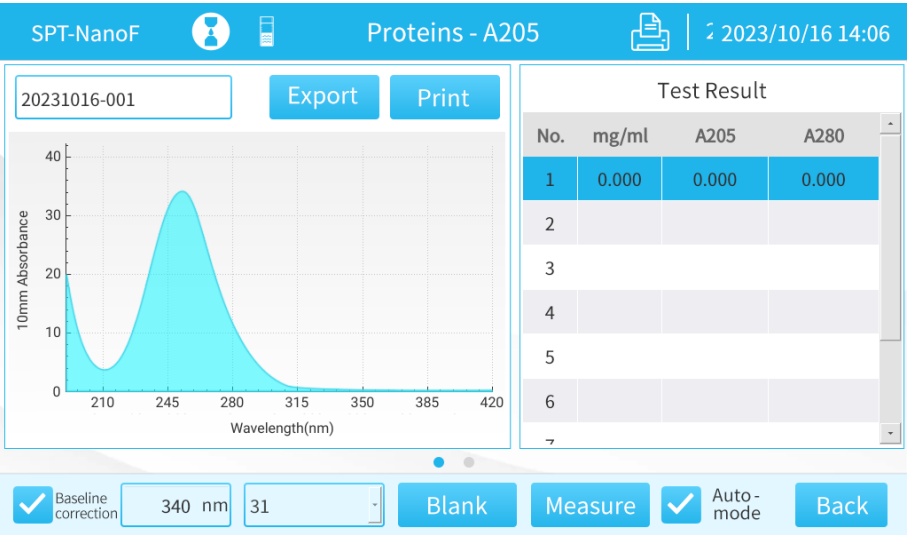 SPT-NanoF
Proteins - A205
2023/10/16 14:06
20231016-001
Export
Print
40
30
20
10
0
10mm Absorbance
210 245 280 315 350 385 420
Wavelength(nm)
Test Result
No. mg/ml A205 A280
1 0.000 0.000 0.000
2
3
4
5
6
Baseline
correction
340 nm
31
Blank
Measure
Auto-
mode
Back